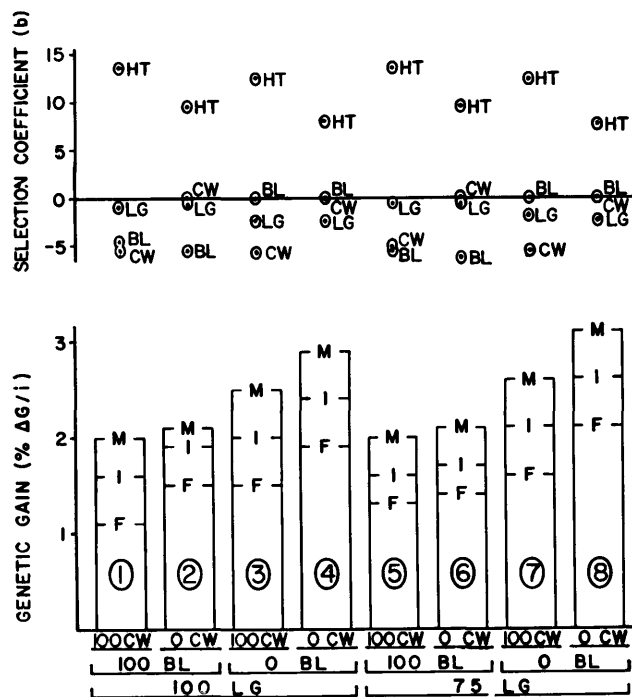 SELECTION COEFFICIENT (b)
15
10
5
0
-5
HT HT HT HT HT HT HT HT
CW BL BL CW BL BL
LG LG CW LG CW
LG LG LG LG LG
BL CW
CW BL CW BL BL CW
GENETIC GAIN (% ΔG/i)
3
2
1
M M M M M M M M
I I I I I I I I
F F F F F F F F
1 2 3 4 5 6 7 8
100CW 0 CW 100CW 0 CW 100CW 0 CW 100CW 0 CW
100 BL 0 BL 100 BL 0 BL
100 LG 75 LG